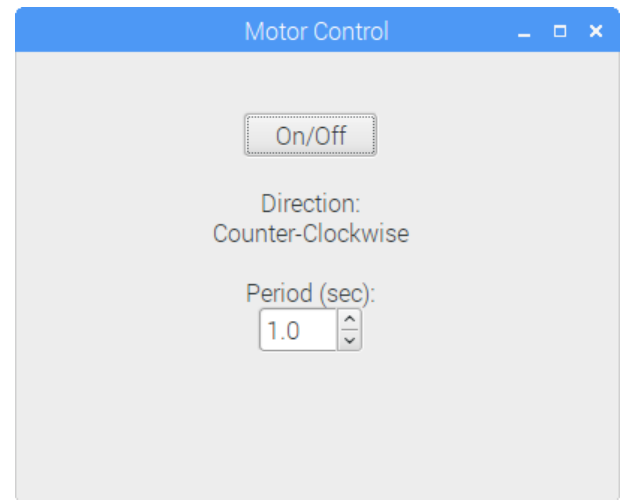 Motor Control
On/Off
Direction:
Counter-Clockwise
Period (sec):
1.0